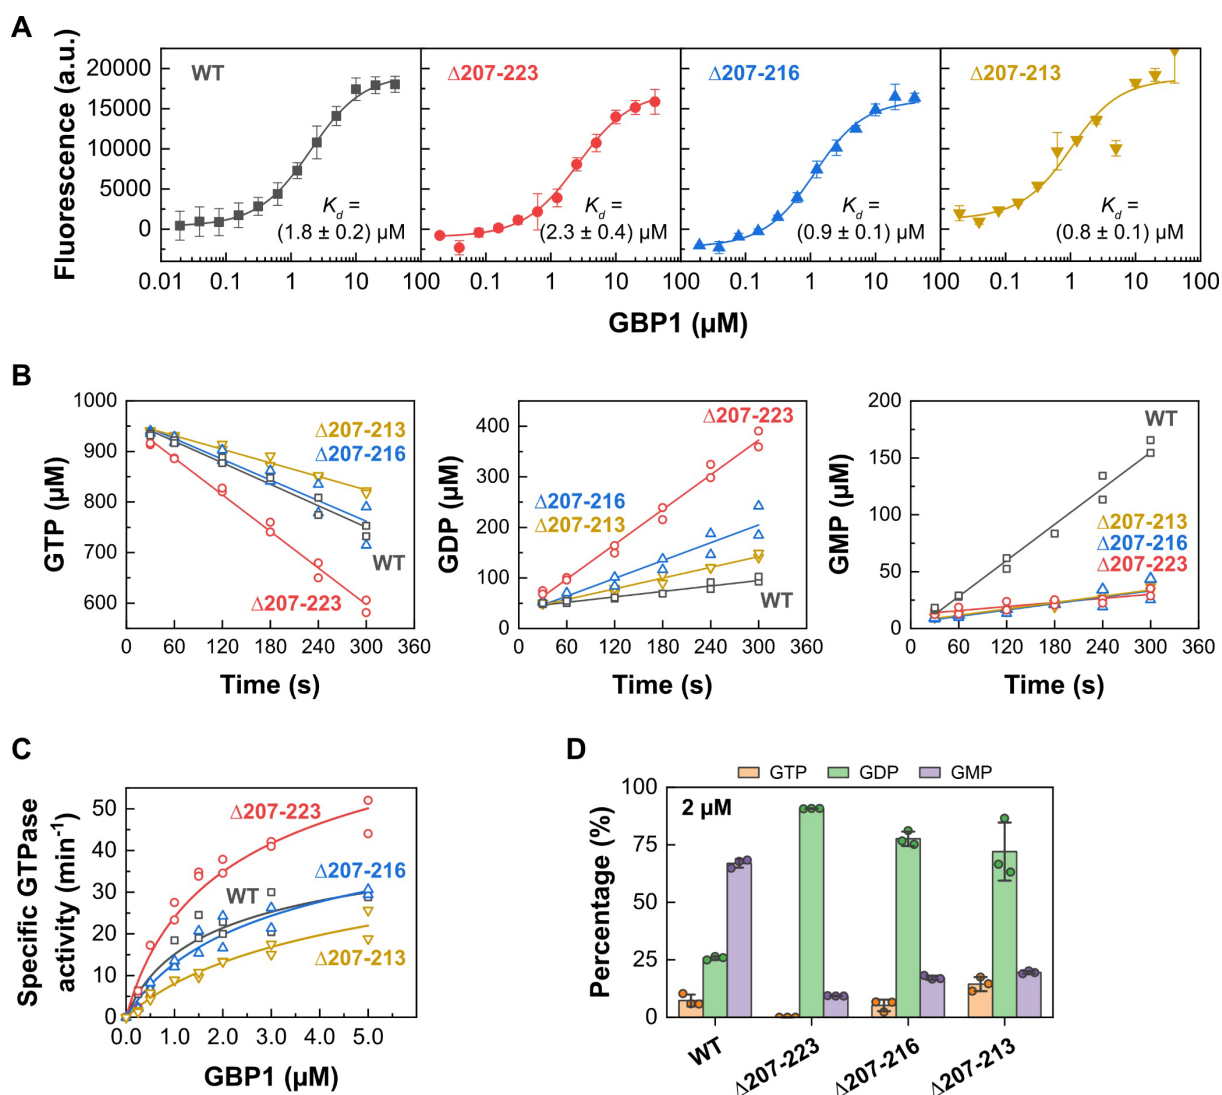 A
Fluorescence (a.u.)
20000
15000
10000
5000
0
WT
Δ207-223
Δ207-216
Δ207-213
Kd =
(1.8 ± 0.2) µM
Kd =
(2.3 ± 0.4) µM
Kd =
(0.9 ± 0.1) µM
Kd =
(0.8 ± 0.1) µM
0.01 0.1 1 10 100 0.1 1 10 100 0.1 1 10 100 0.1 1 10 100
GBP1 (µM)
B
GTP (µM)
1000
900
800
700
600
Δ207-213
Δ207-216
WT
Δ207-223
0 60 120 180 240 300 360
Time (s)
GDP (µM)
400
300
200
100
0
Δ207-223
Δ207-216
Δ207-213
WT
0 60 120 180 240 300 360
Time (s)
GMP (µM)
200
150
100
50
0
WT
Δ207-213
Δ207-216
Δ207-223
0 60 120 180 240 300 360
Time (s)
C
Specific GTPase
activity (min-1)
50
40
30
20
10
0
Δ207-223
Δ207-216
WT
Δ207-213
0.0 1.0 2.0 3.0 4.0 5.0
GBP1 (µM)
D
GTP GDP GMP
Percentage (%)
100
75
50
25
0
2 µM
WT
Δ207-223
Δ207-216
Δ207-213